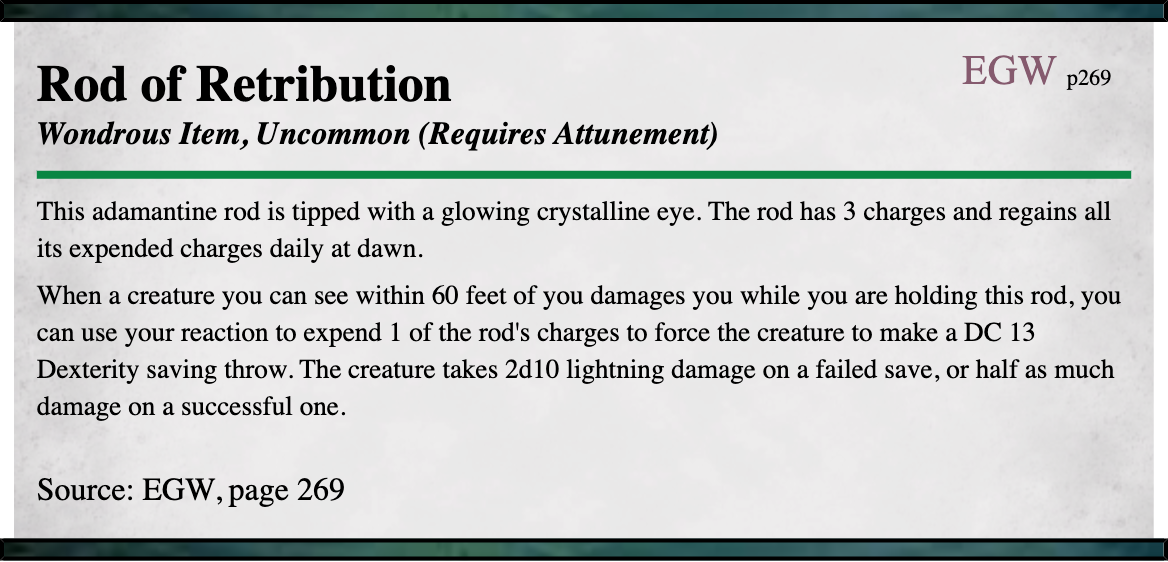 Rod of Retribution
EGW p269
Wondrous Item, Uncommon (Requires Attunement)
This adamantine rod is tipped with a glowing crystalline eye. The rod has 3 charges and regains all
its expended charges daily at dawn.
When a creature you can see within 60 feet of you damages you while you are holding this rod, you
can use your reaction to expend 1 of the rod's charges to force the creature to make a DC 13
Dexterity saving throw. The creature takes 2d10 lightning damage on a failed save, or half as much
damage on a successful one.
Source: EGW, page 269